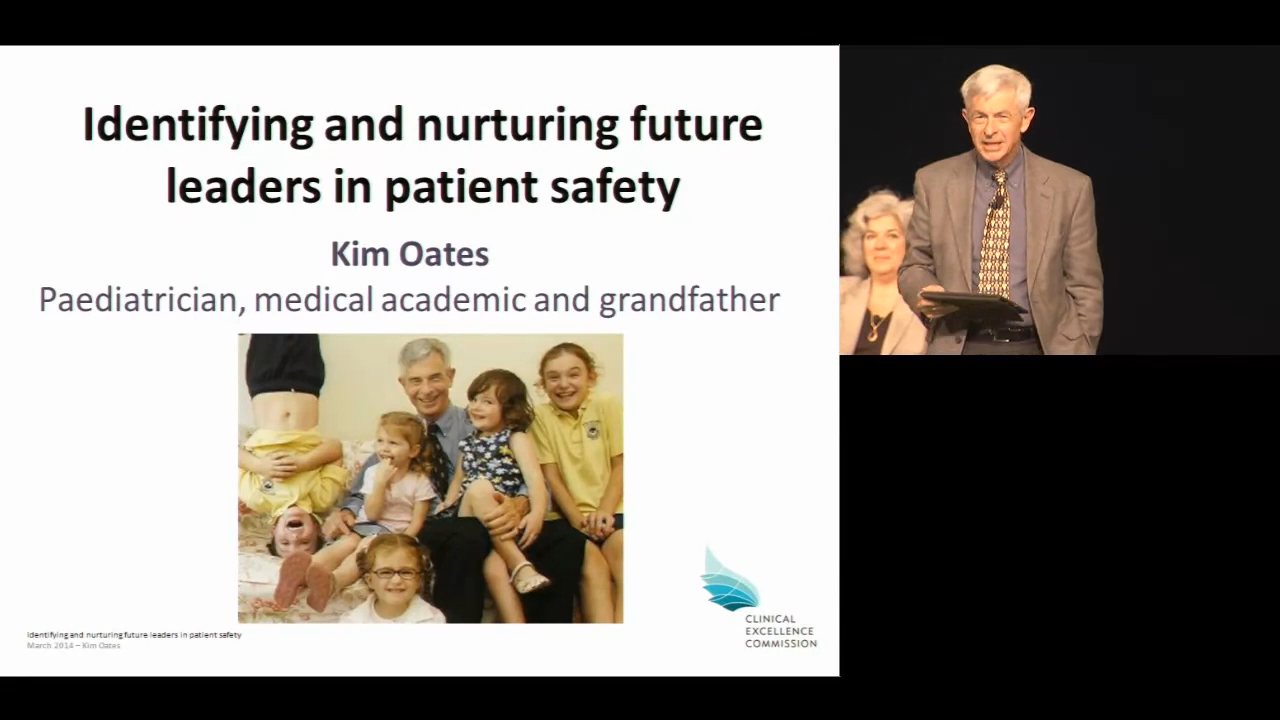 Identifying and nurturing future
leaders in patient safety
Kim Oates
Paediatrician, medical academic and grandfather
CLINICAL
EXCELLENCE
COMMISSION
Identifying and nurturing future leaders in patient safety
March 2014 – Kim Oates